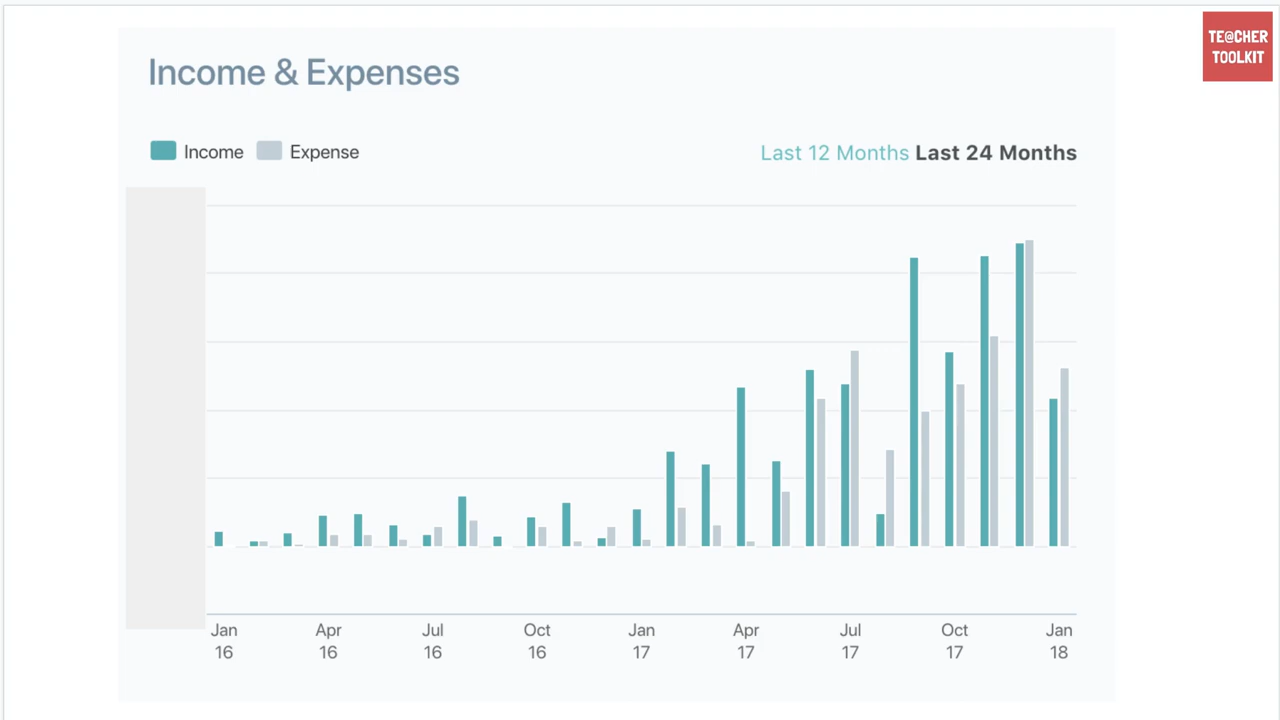 TE@CHER
TOOLKIT
Income & Expenses
Income Expense
Last 12 Months Last 24 Months
Jan Apr Jul Oct Jan Apr Jul Oct Jan
16 16 16 16 17 17 17 17 18